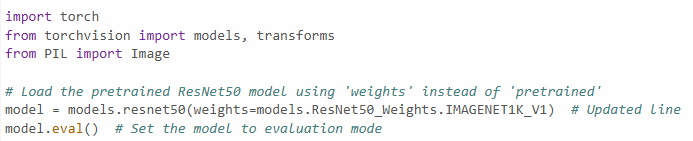 import torch
from torchvision import models, transforms
from PIL import Image
# Load the pretrained ResNet50 model using 'weights' instead of 'pretrained'
model = models.resnet50(weights=models.ResNet50_Weights.IMAGENET1K_V1)  # Updated line
model.eval()  # Set the model to evaluation mode